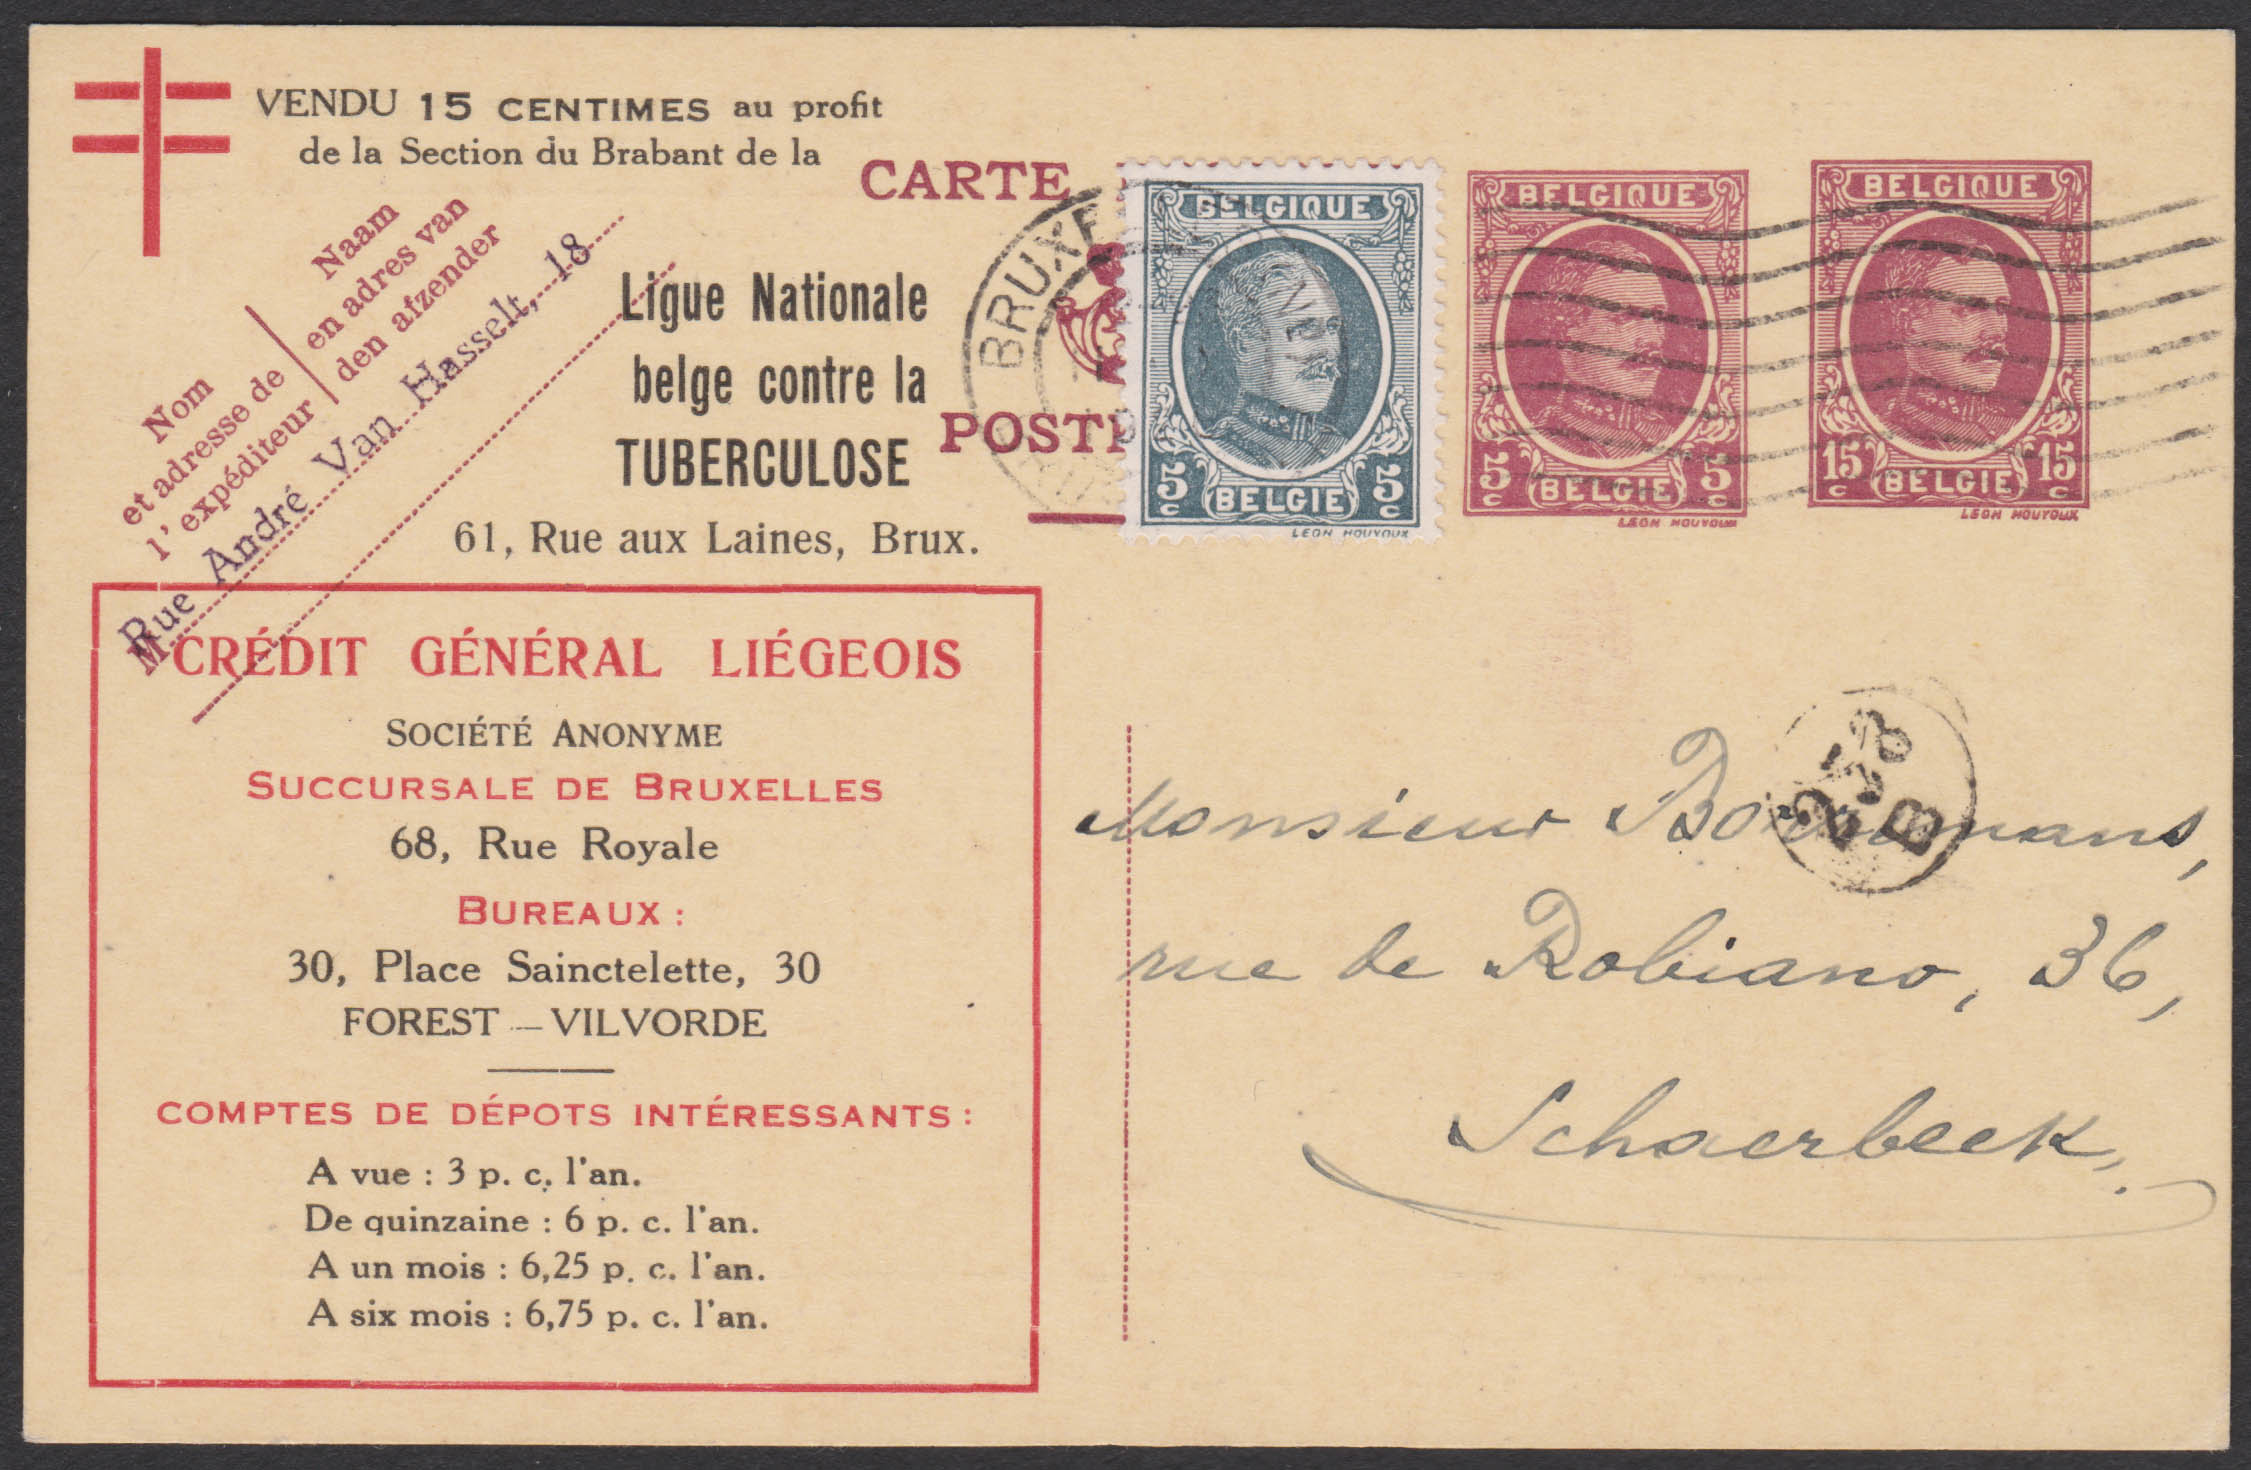 VENDU 15 CENTIMES au profit
de la Section du Brabant de la
CARTE
Ligue Nationale
belge contre la
TUBERCULOSE
61, Rue aux Laines, Brux.
POST
Naam
en adres van
den afzender
Nom
et adresse de
l'expéditeur
Rue André Van Hasselt, 18
BELGIQUE
5c 5c
BELGIE
LEON HOUYOUX
BELGIQUE
5c 5c
BELGIE
LEON HOUYOUX
BELGIQUE
15c 15c
BELGIE
LEON HOUYOUX
CRÉDIT GÉNÉRAL LIÉGEOIS
SOCIÉTÉ ANONYME
SUCCURSALE DE BRUXELLES
68, Rue Royale
BUREAUX :
30, Place Sainctelette, 30
FOREST — VILVORDE
COMPTES DE DÉPOTS INTÉRESSANTS :
A vue : 3 p. c. l'an.
De quinzaine : 6 p. c. l'an.
A un mois : 6,25 p. c. l'an.
A six mois : 6,75 p. c. l'an.
Monsieur
rue de Robiano, 36,
Schaerbeek.
B